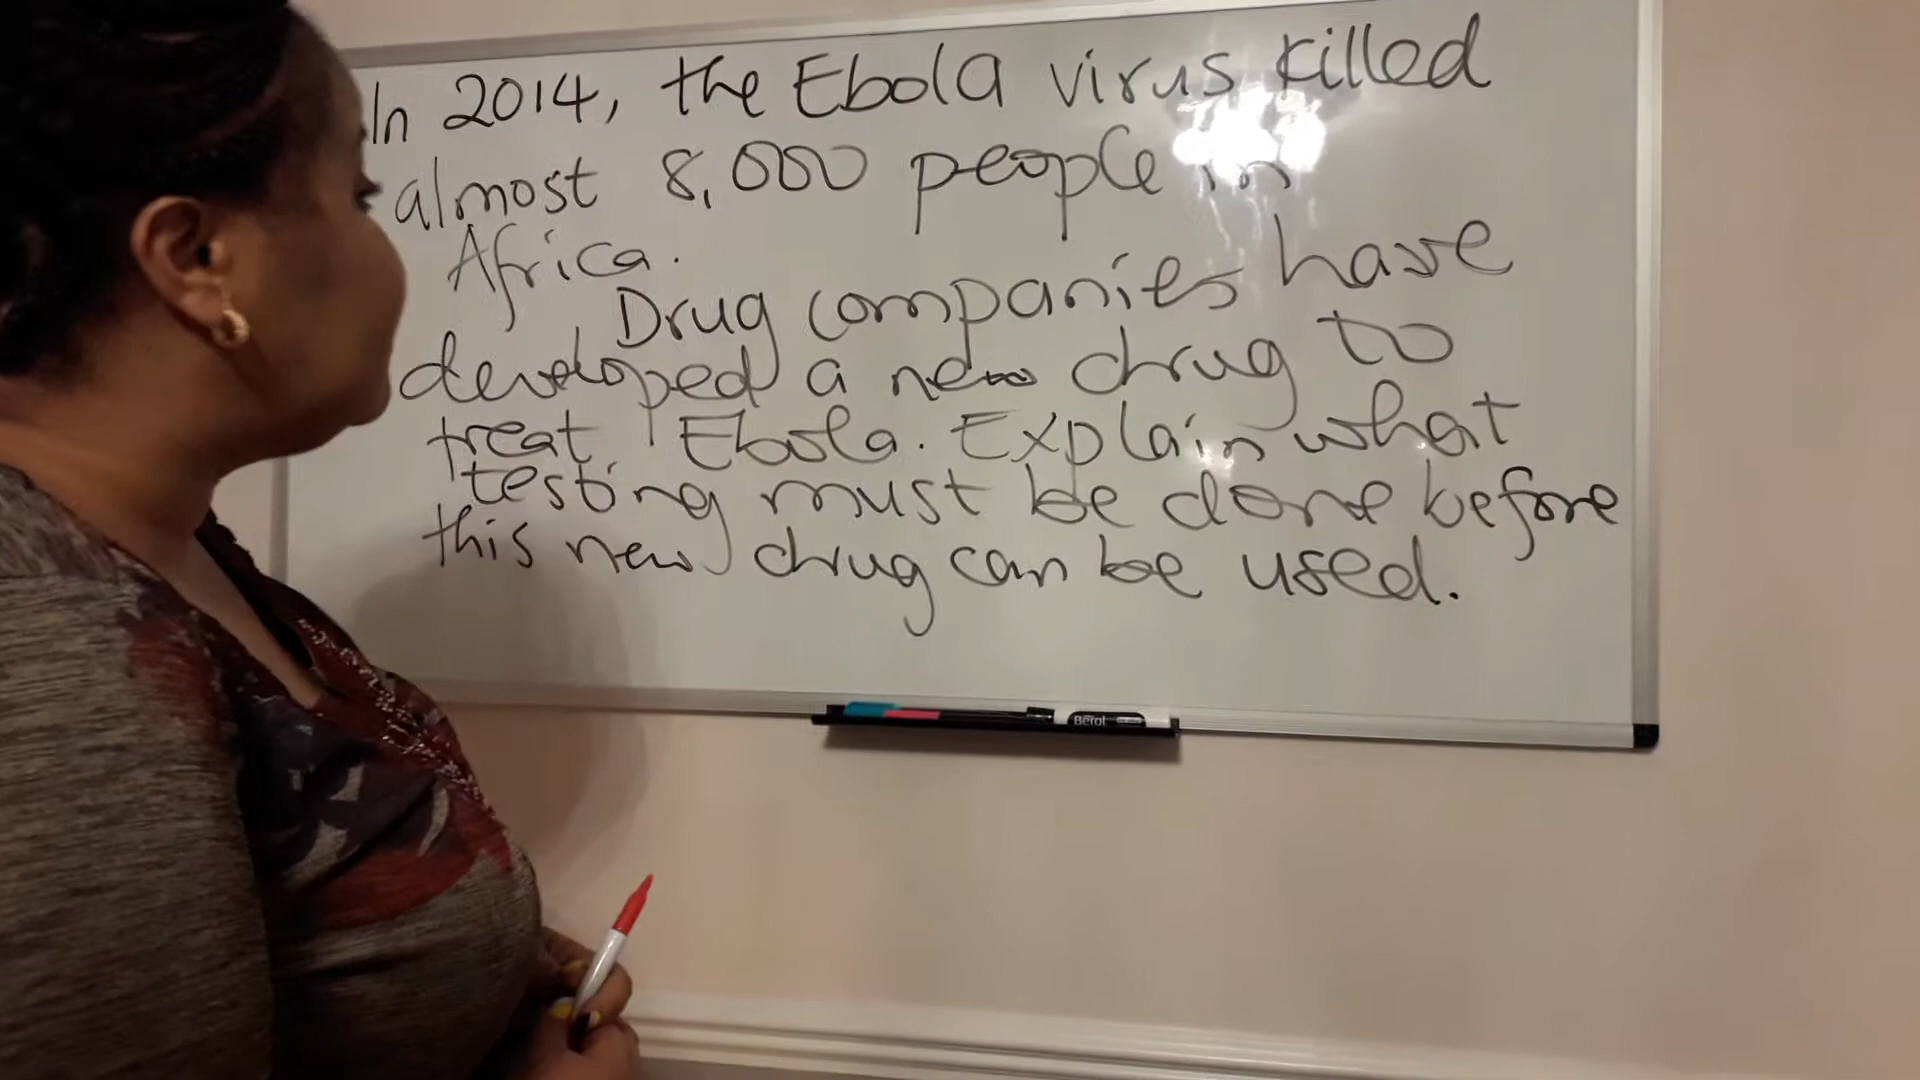 In 2014, the Ebola virus killed
almost 8,000 people in
Africa.
Drug companies have
developed a new drug to
treat Ebola. Explain what
testing must be done before
this new drug can be used.
Berol